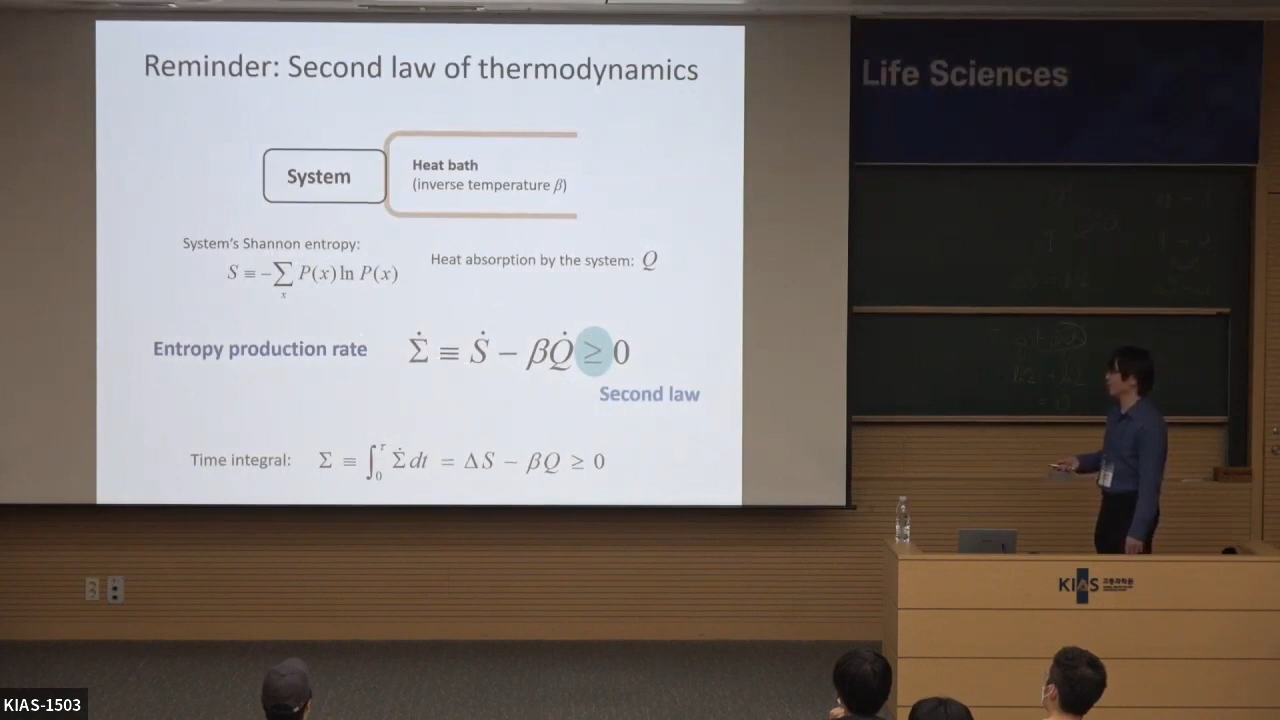 Reminder: Second law of thermodynamics
Life Sciences
System
Heat bath
(inverse temperature β)
System's Shannon entropy:
S ≡ −∑ₓ P(x) ln P(x)
Heat absorption by the system: Q
Entropy production rate
Σ̇ ≡ Ṡ − βQ̇ ≥ 0
Second law
Time integral: Σ ≡ ∫₀^τ Σ̇ dt = ΔS − βQ ≥ 0
KIAS 고등과학원
KIAS-1503